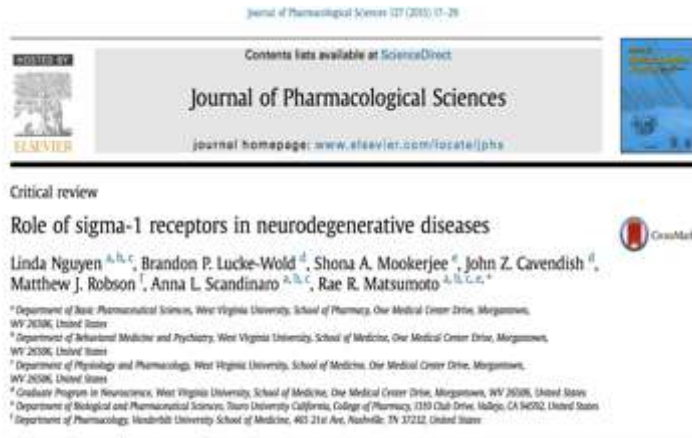 Journal of Pharmacological Sciences 127 (2015) 17-29
HOSTED BY
Contents lists available at ScienceDirect
Journal of Pharmacological Sciences
ELSEVIER
journal homepage: www.elsevier.com/locate/jphs
Critical review
Role of sigma-1 receptors in neurodegenerative diseases
Linda Nguyen a, b, c, Brandon P. Lucke-Wold d, Shona A. Mookerjee e, John Z. Cavendish d,
Matthew J. Robson f, Anna L. Scandinaro a, b, c, Rae R. Matsumoto a, b, c, e, *
a Department of Basic Pharmaceutical Sciences, West Virginia University, School of Pharmacy, One Medical Center Drive, Morgantown,
WV 26506, United States
b Department of Behavioral Medicine and Psychiatry, West Virginia University, School of Medicine, One Medical Center Drive, Morgantown,
WV 26506, United States
c Department of Physiology and Pharmacology, West Virginia University, School of Medicine, One Medical Center Drive, Morgantown,
WV 26506, United States
d Graduate Program in Neuroscience, West Virginia University, School of Medicine, One Medical Center Drive, Morgantown, WV 26506, United States
e Department of Biological and Pharmaceutical Sciences, Touro University California, College of Pharmacy, 1310 Club Drive, Vallejo, CA 94592, United States
f Department of Pharmacology, Vanderbilt University School of Medicine, 465 21st Ave, Nashville, TN 37232, United States